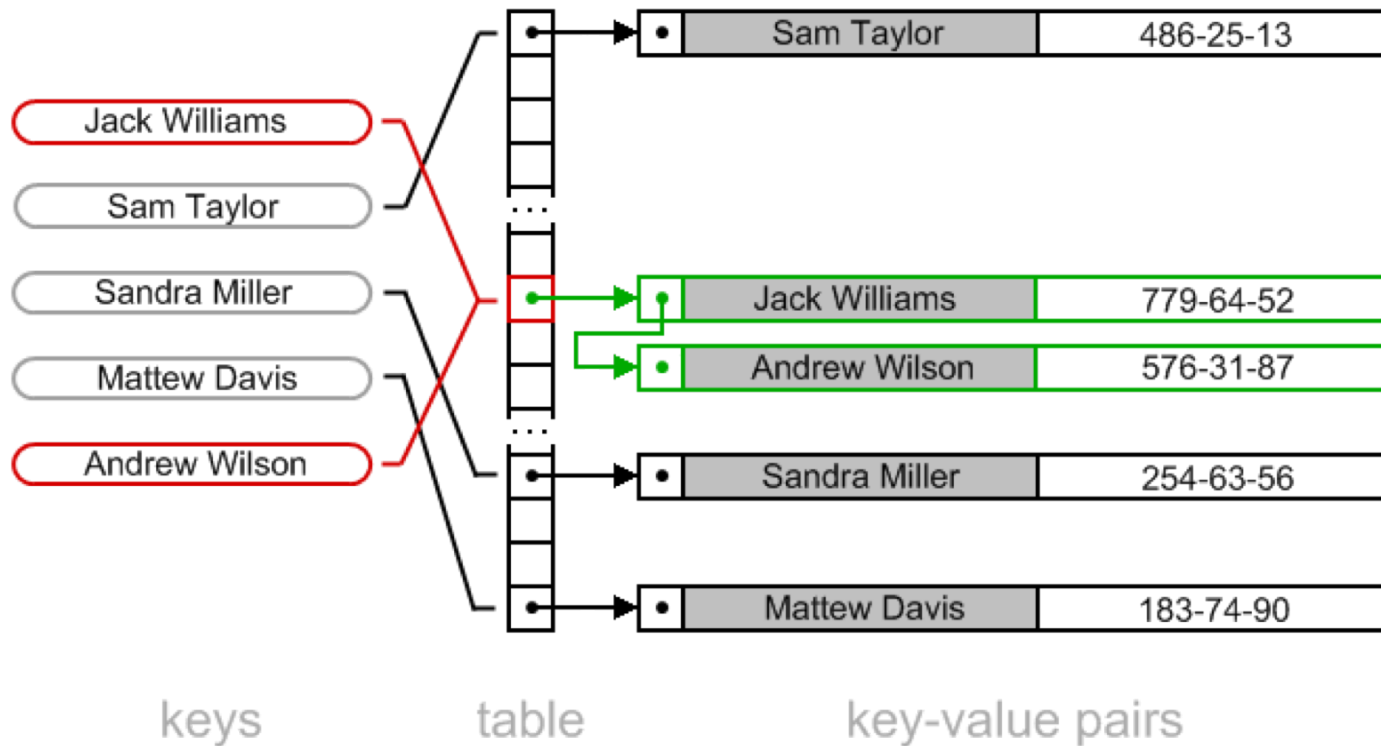 Sam Taylor 486-25-13
Jack Williams
Sam Taylor
...
Sandra Miller
Jack Williams 779-64-52
Mattew Davis
Andrew Wilson 576-31-87
...
Andrew Wilson
Sandra Miller 254-63-56
Mattew Davis 183-74-90
keys table key-value pairs